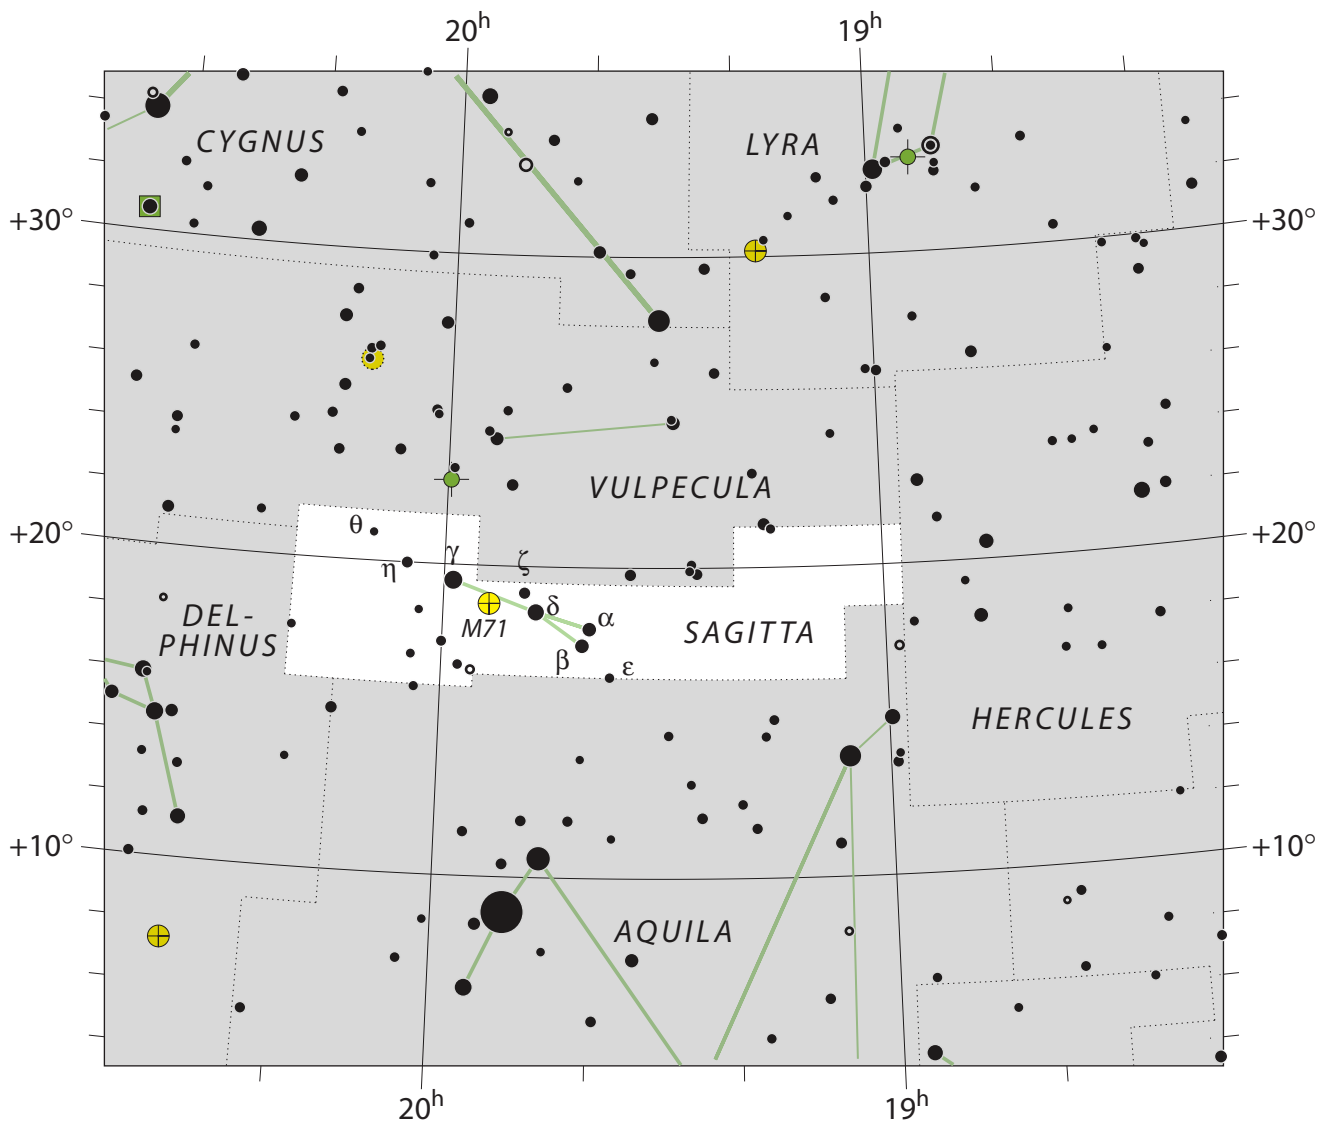 20h 19h
CYGNUS LYRA
+30° +30°
VULPECULA
+20° θ γ ζ +20°
η
δ α
DEL-
PHINUS M71 SAGITTA
β ε
HERCULES
+10° +10°
AQUILA
20h 19h